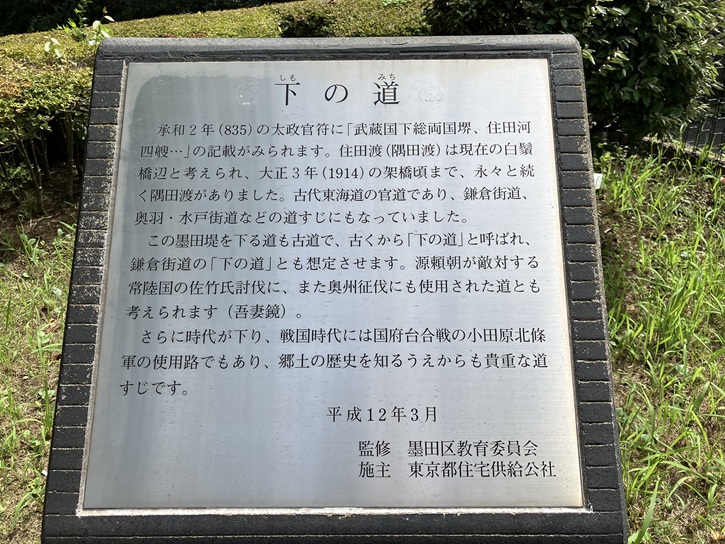 しも みち
下の道
承和2年(835)の太政官符に「武蔵国下総両国堺、住田河
四艘…」の記載がみられます。住田渡(隅田渡)は現在の白鬚
橋辺と考えられ、大正3年(1914)の架橋頃まで、永々と続
く隅田渡がありました。古代東海道の官道であり、鎌倉街道、
奥羽・水戸街道などの道すじにもなっていました。
この墨田堤を下る道も古道で、古くから「下の道」と呼ばれ、
鎌倉街道の「下の道」とも想定させます。源頼朝が敵対する
常陸国の佐竹氏討伐に、また奥州征伐にも使用された道とも
考えられます（吾妻鏡）。
さらに時代が下り、戦国時代には国府台合戦の小田原北條
軍の使用路でもあり、郷土の歴史を知るうえからも貴重な道
すじです。
平成12年3月
監修 墨田区教育委員会
施主 東京都住宅供給公社